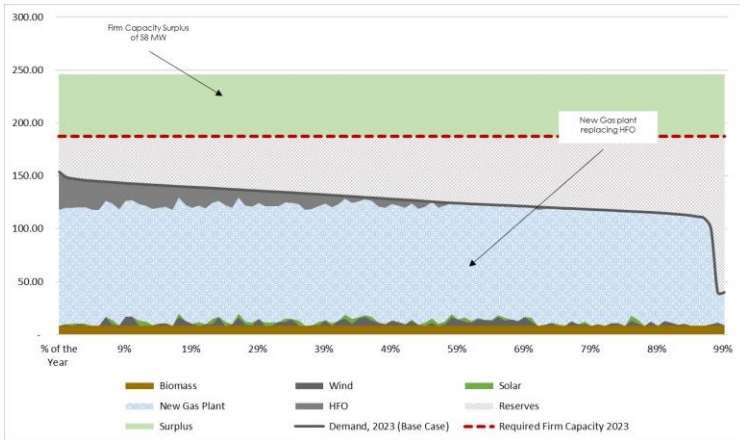 300.00
Firm Capacity Surplus
of 58 MW
250.00
New Gas plant
replacing HFO
200.00
150.00
100.00
50.00
-
% of the
Year
9%
19%
29%
39%
49%
59%
69%
79%
89%
99%
Biomass
Wind
Solar
New Gas Plant
HFO
Reserves
Surplus
Demand, 2023 (Base Case)
Required Firm Capacity 2023